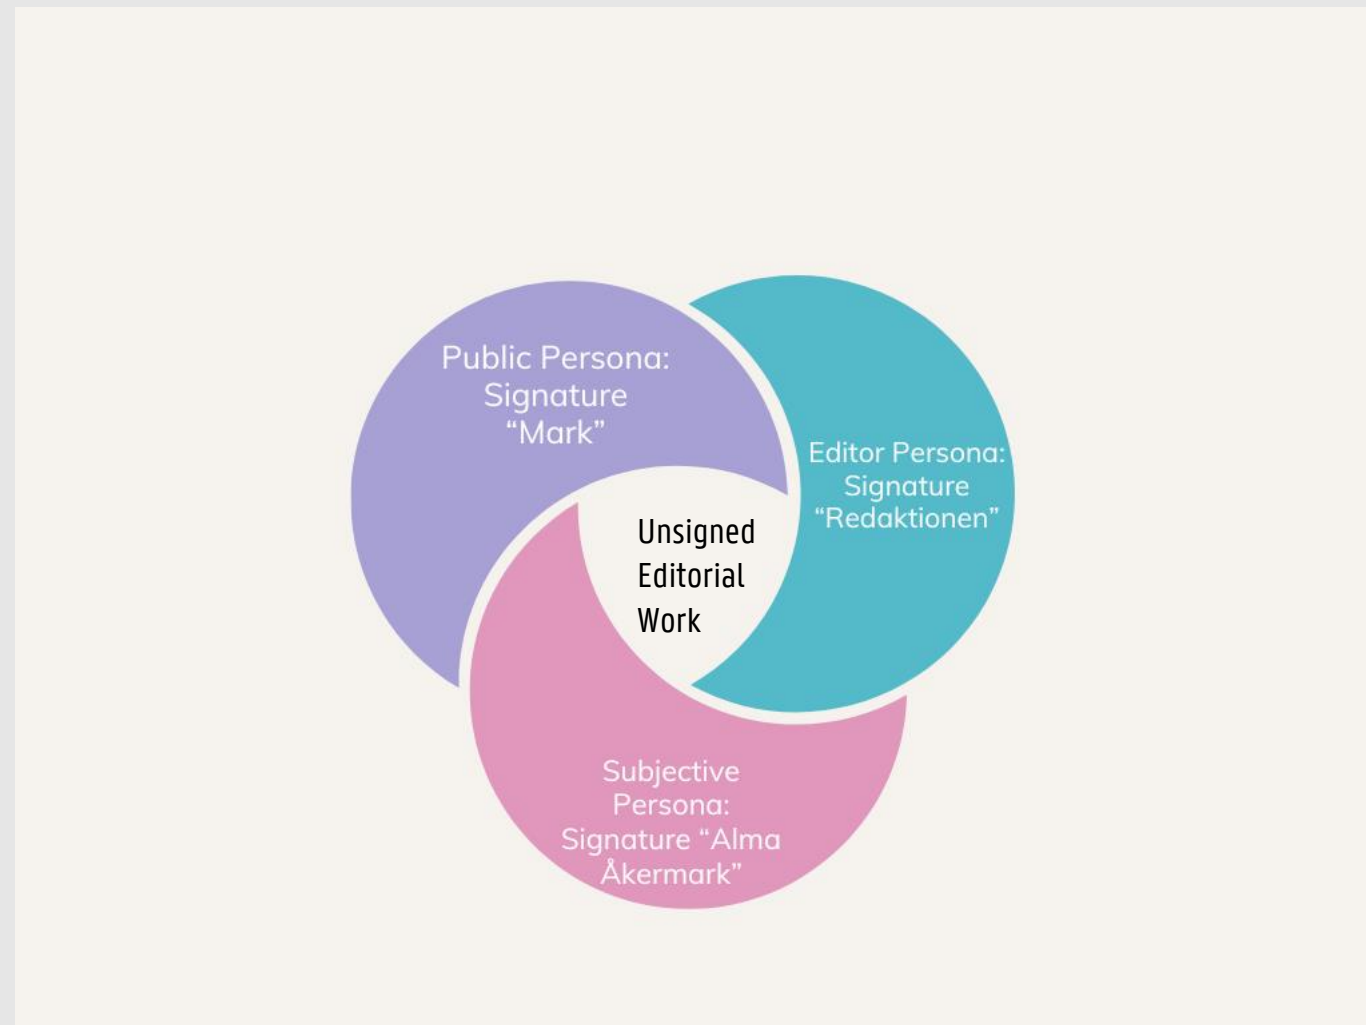 Public Persona:
Signature
“Mark”
Editor Persona:
Signature
“Redaktionen”
Unsigned
Editorial
Work
Subjective
Persona:
Signature “Alma
Åkermark”